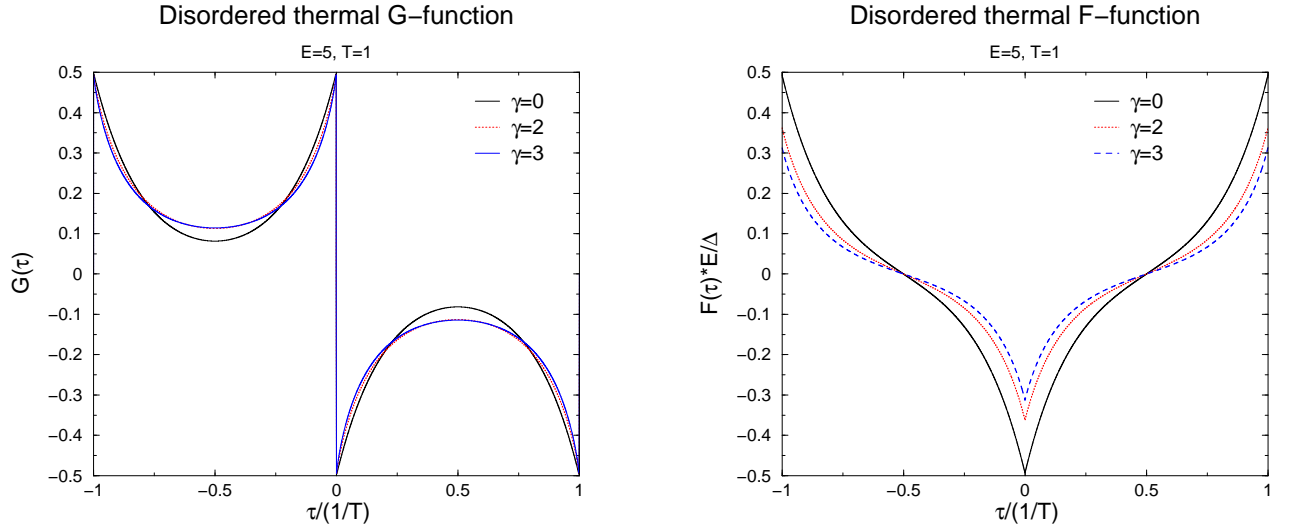 Disordered thermal G−function
E=5, T=1
γ=0
γ=2
γ=3
0.5
0.4
0.3
0.2
0.1
0
−0.1
−0.2
−0.3
−0.4
−0.5
G(τ)
−1
−0.5
0
0.5
1
τ/(1/T)
Disordered thermal F−function
E=5, T=1
γ=0
γ=2
γ=3
0.5
0.4
0.3
0.2
0.1
0
−0.1
−0.2
−0.3
−0.4
−0.5
F(τ)*E/Δ
−1
−0.5
0
0.5
1
τ/(1/T)